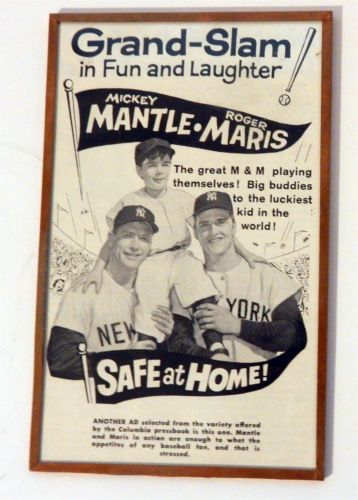 Grand-Slam
in Fun and Laughter
MICKEY ROGER
MANTLE • MARIS
The great M & M playing
themselves! Big buddies
to the luckiest
kid in the
world!
NEW YORK
SAFE at HOME!
ANOTHER AD selected from the variety offered
by the Columbia pressbook is this one. Mantle
and Maris in action are enough to whet the
appetites of any baseball fan, and that is
stressed.